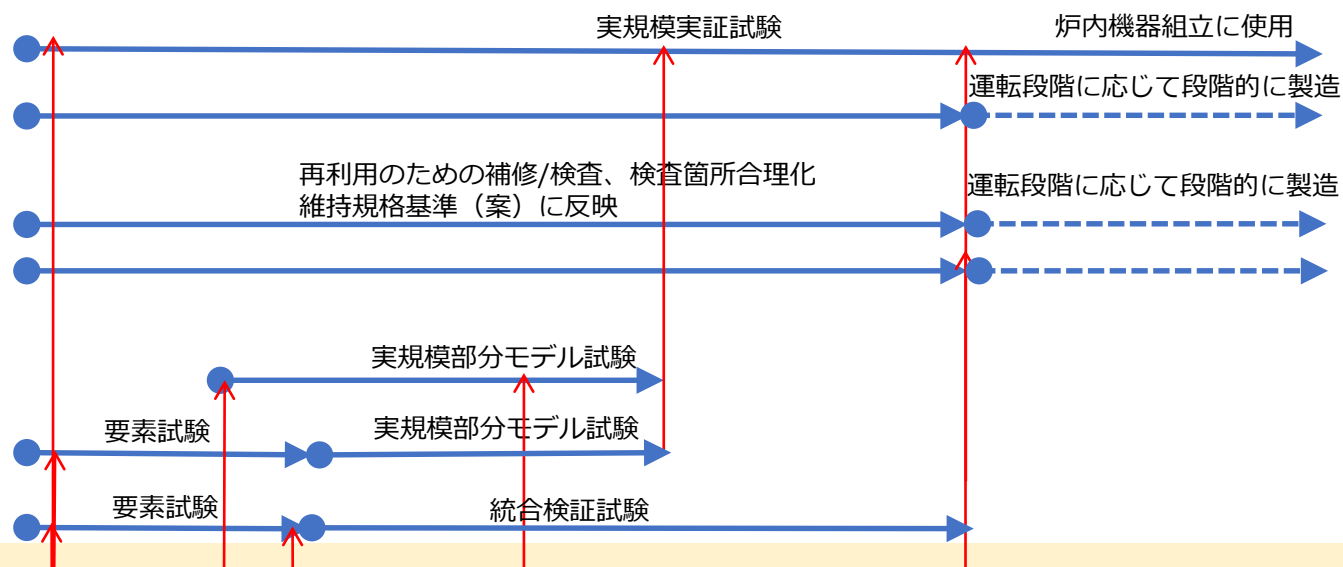 実規模実証試験
炉内機器組立に使用
運転段階に応じて段階的に製造
再利用のための補修/検査、検査箇所合理化
維持規格基準（案）に反映
運転段階に応じて段階的に製造
実規模部分モデル試験
要素試験
実規模部分モデル試験
要素試験
統合検証試験